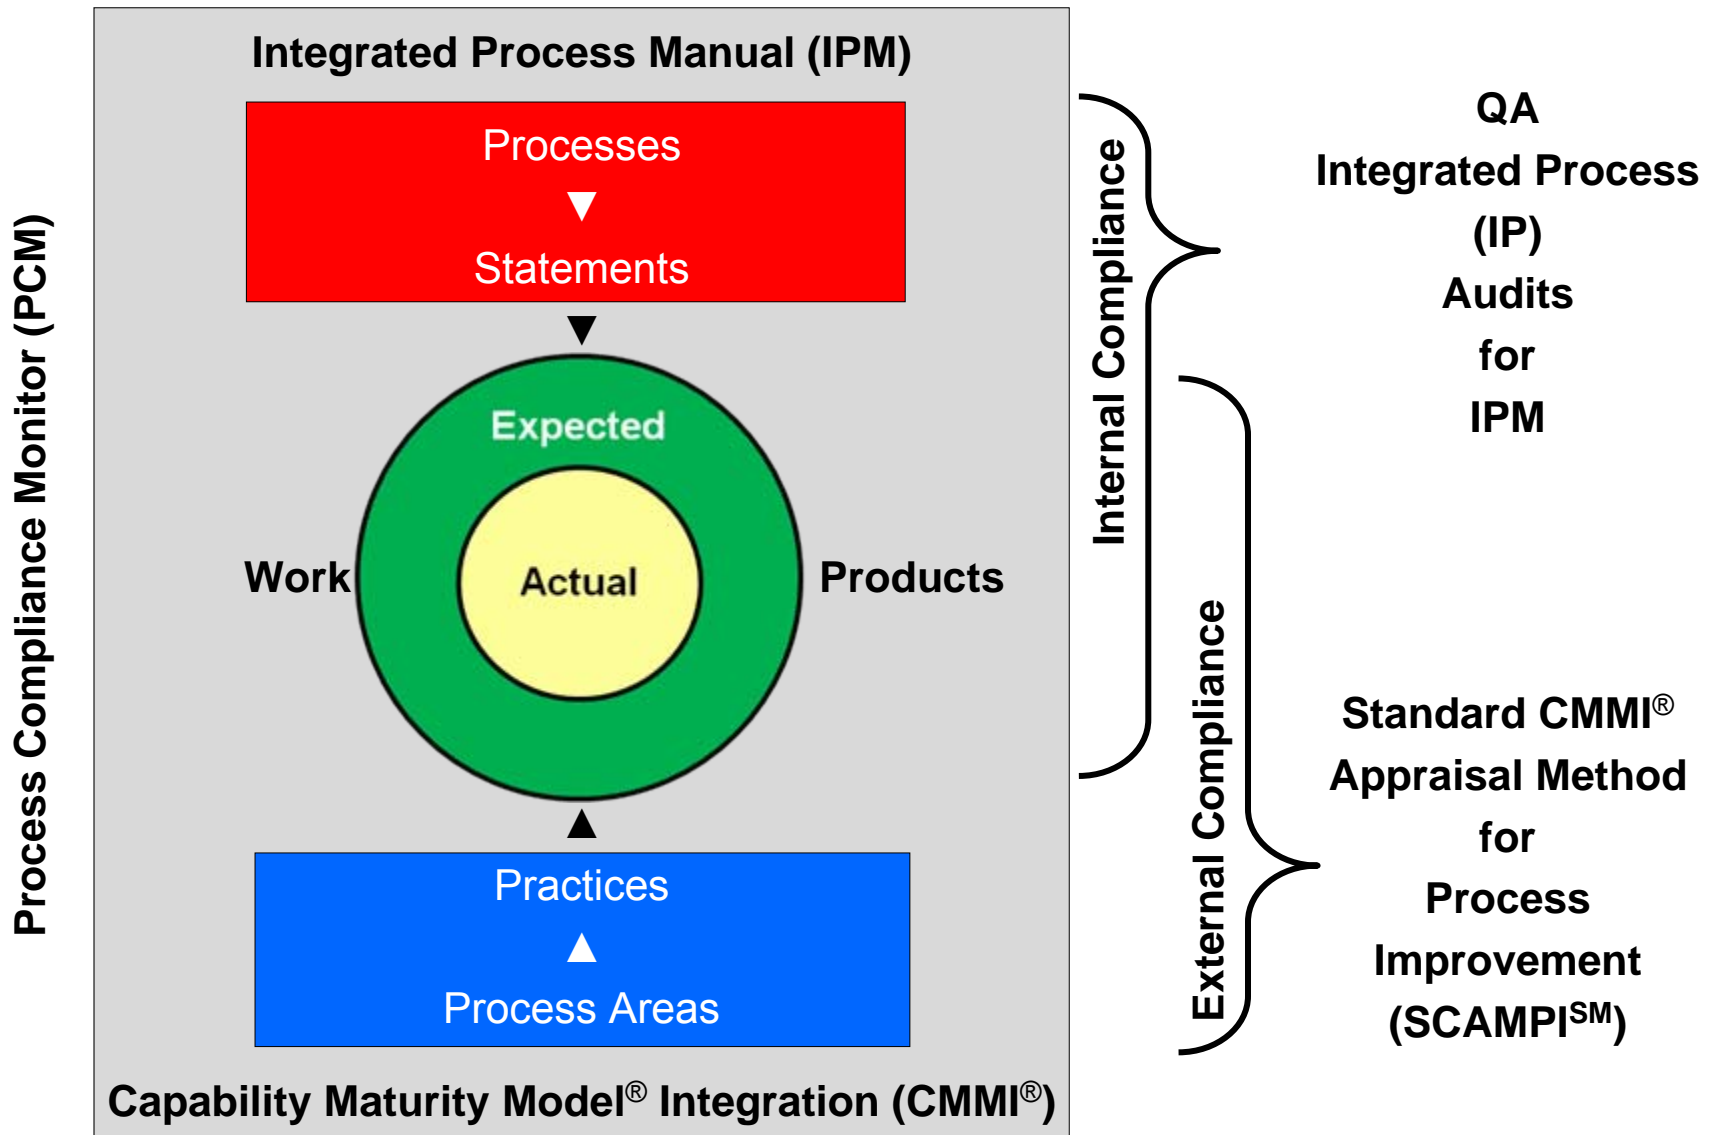 Process Compliance Monitor (PCM)
Integrated Process Manual (IPM)
Processes
▼
Statements
▼
Expected
Work
Actual
Products
▲
Practices
▲
Process Areas
Capability Maturity Model® Integration (CMMI®)
Internal Compliance
External Compliance
QA
Integrated Process
(IP)
Audits
for
IPM
Standard CMMI®
Appraisal Method
for
Process
Improvement
(SCAMPI℠)